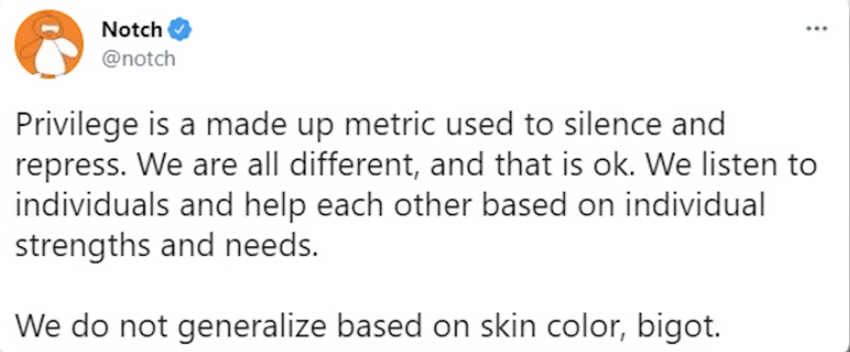 Notch
@notch
Privilege is a made up metric used to silence and
repress. We are all different, and that is ok. We listen to
individuals and help each other based on individual
strengths and needs.
We do not generalize based on skin color, bigot.